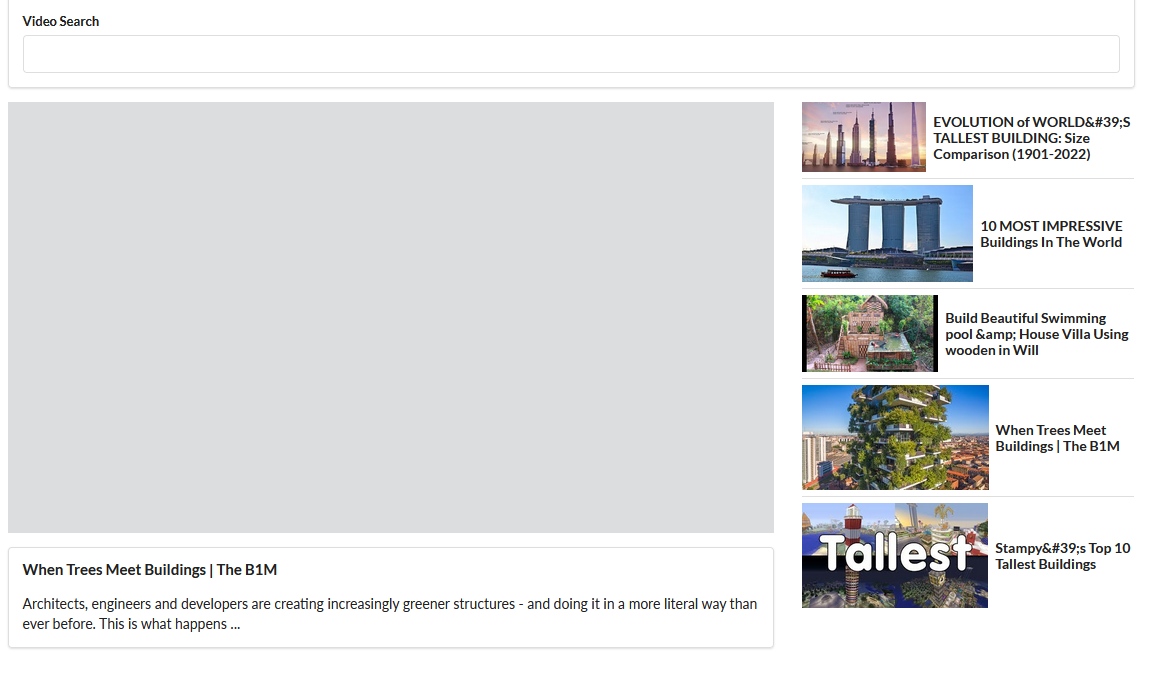 Video Search
EVOLUTION of WORLD&#39;S
TALLEST BUILDING: Size
Comparison (1901-2022)
10 MOST IMPRESSIVE
Buildings In The World
Build Beautiful Swimming
pool &amp; House Villa Using
wooden in Will
When Trees Meet
Buildings | The B1M
Tallest
Stampy&#39;s Top 10
Tallest Buildings
When Trees Meet Buildings | The B1M
Architects, engineers and developers are creating increasingly greener structures - and doing it in a more literal way than
ever before. This is what happens ...